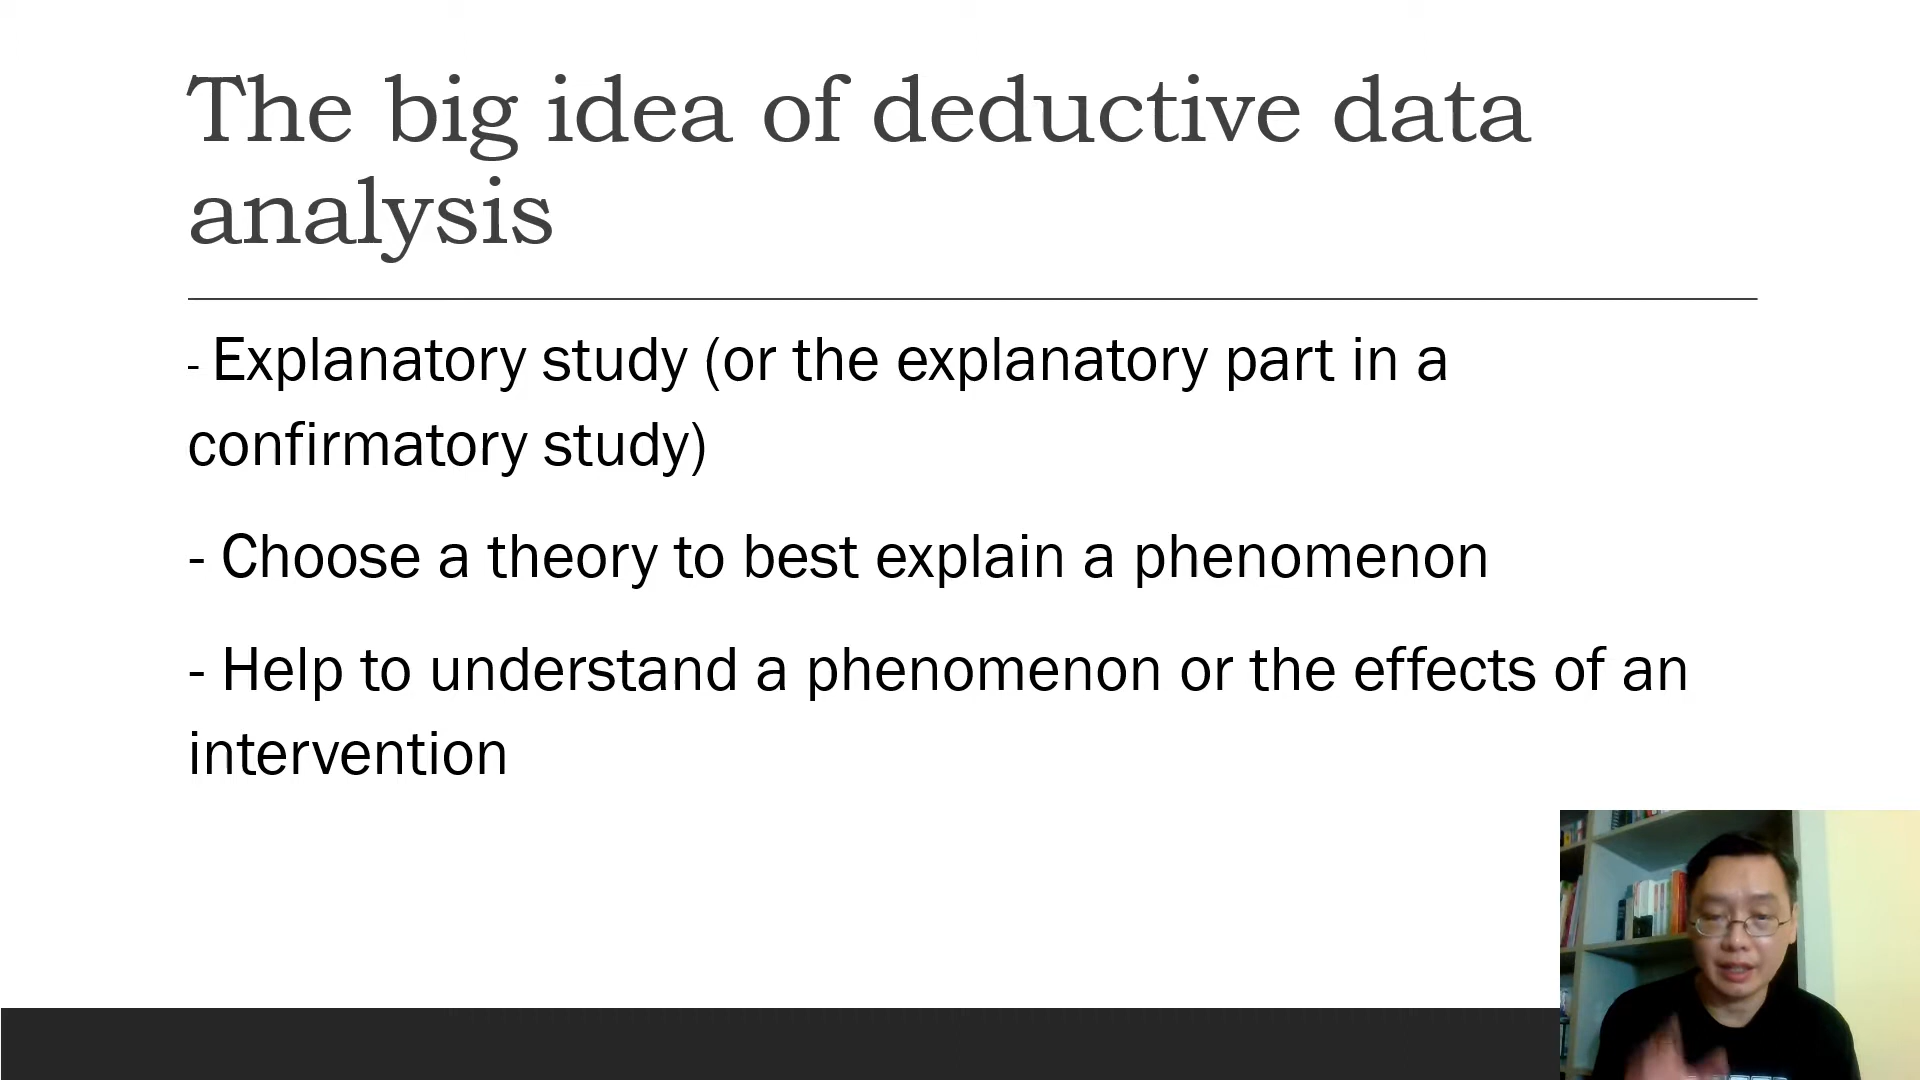 The big idea of deductive data
analysis
- Explanatory study (or the explanatory part in a
confirmatory study)
- Choose a theory to best explain a phenomenon
- Help to understand a phenomenon or the effects of an
intervention